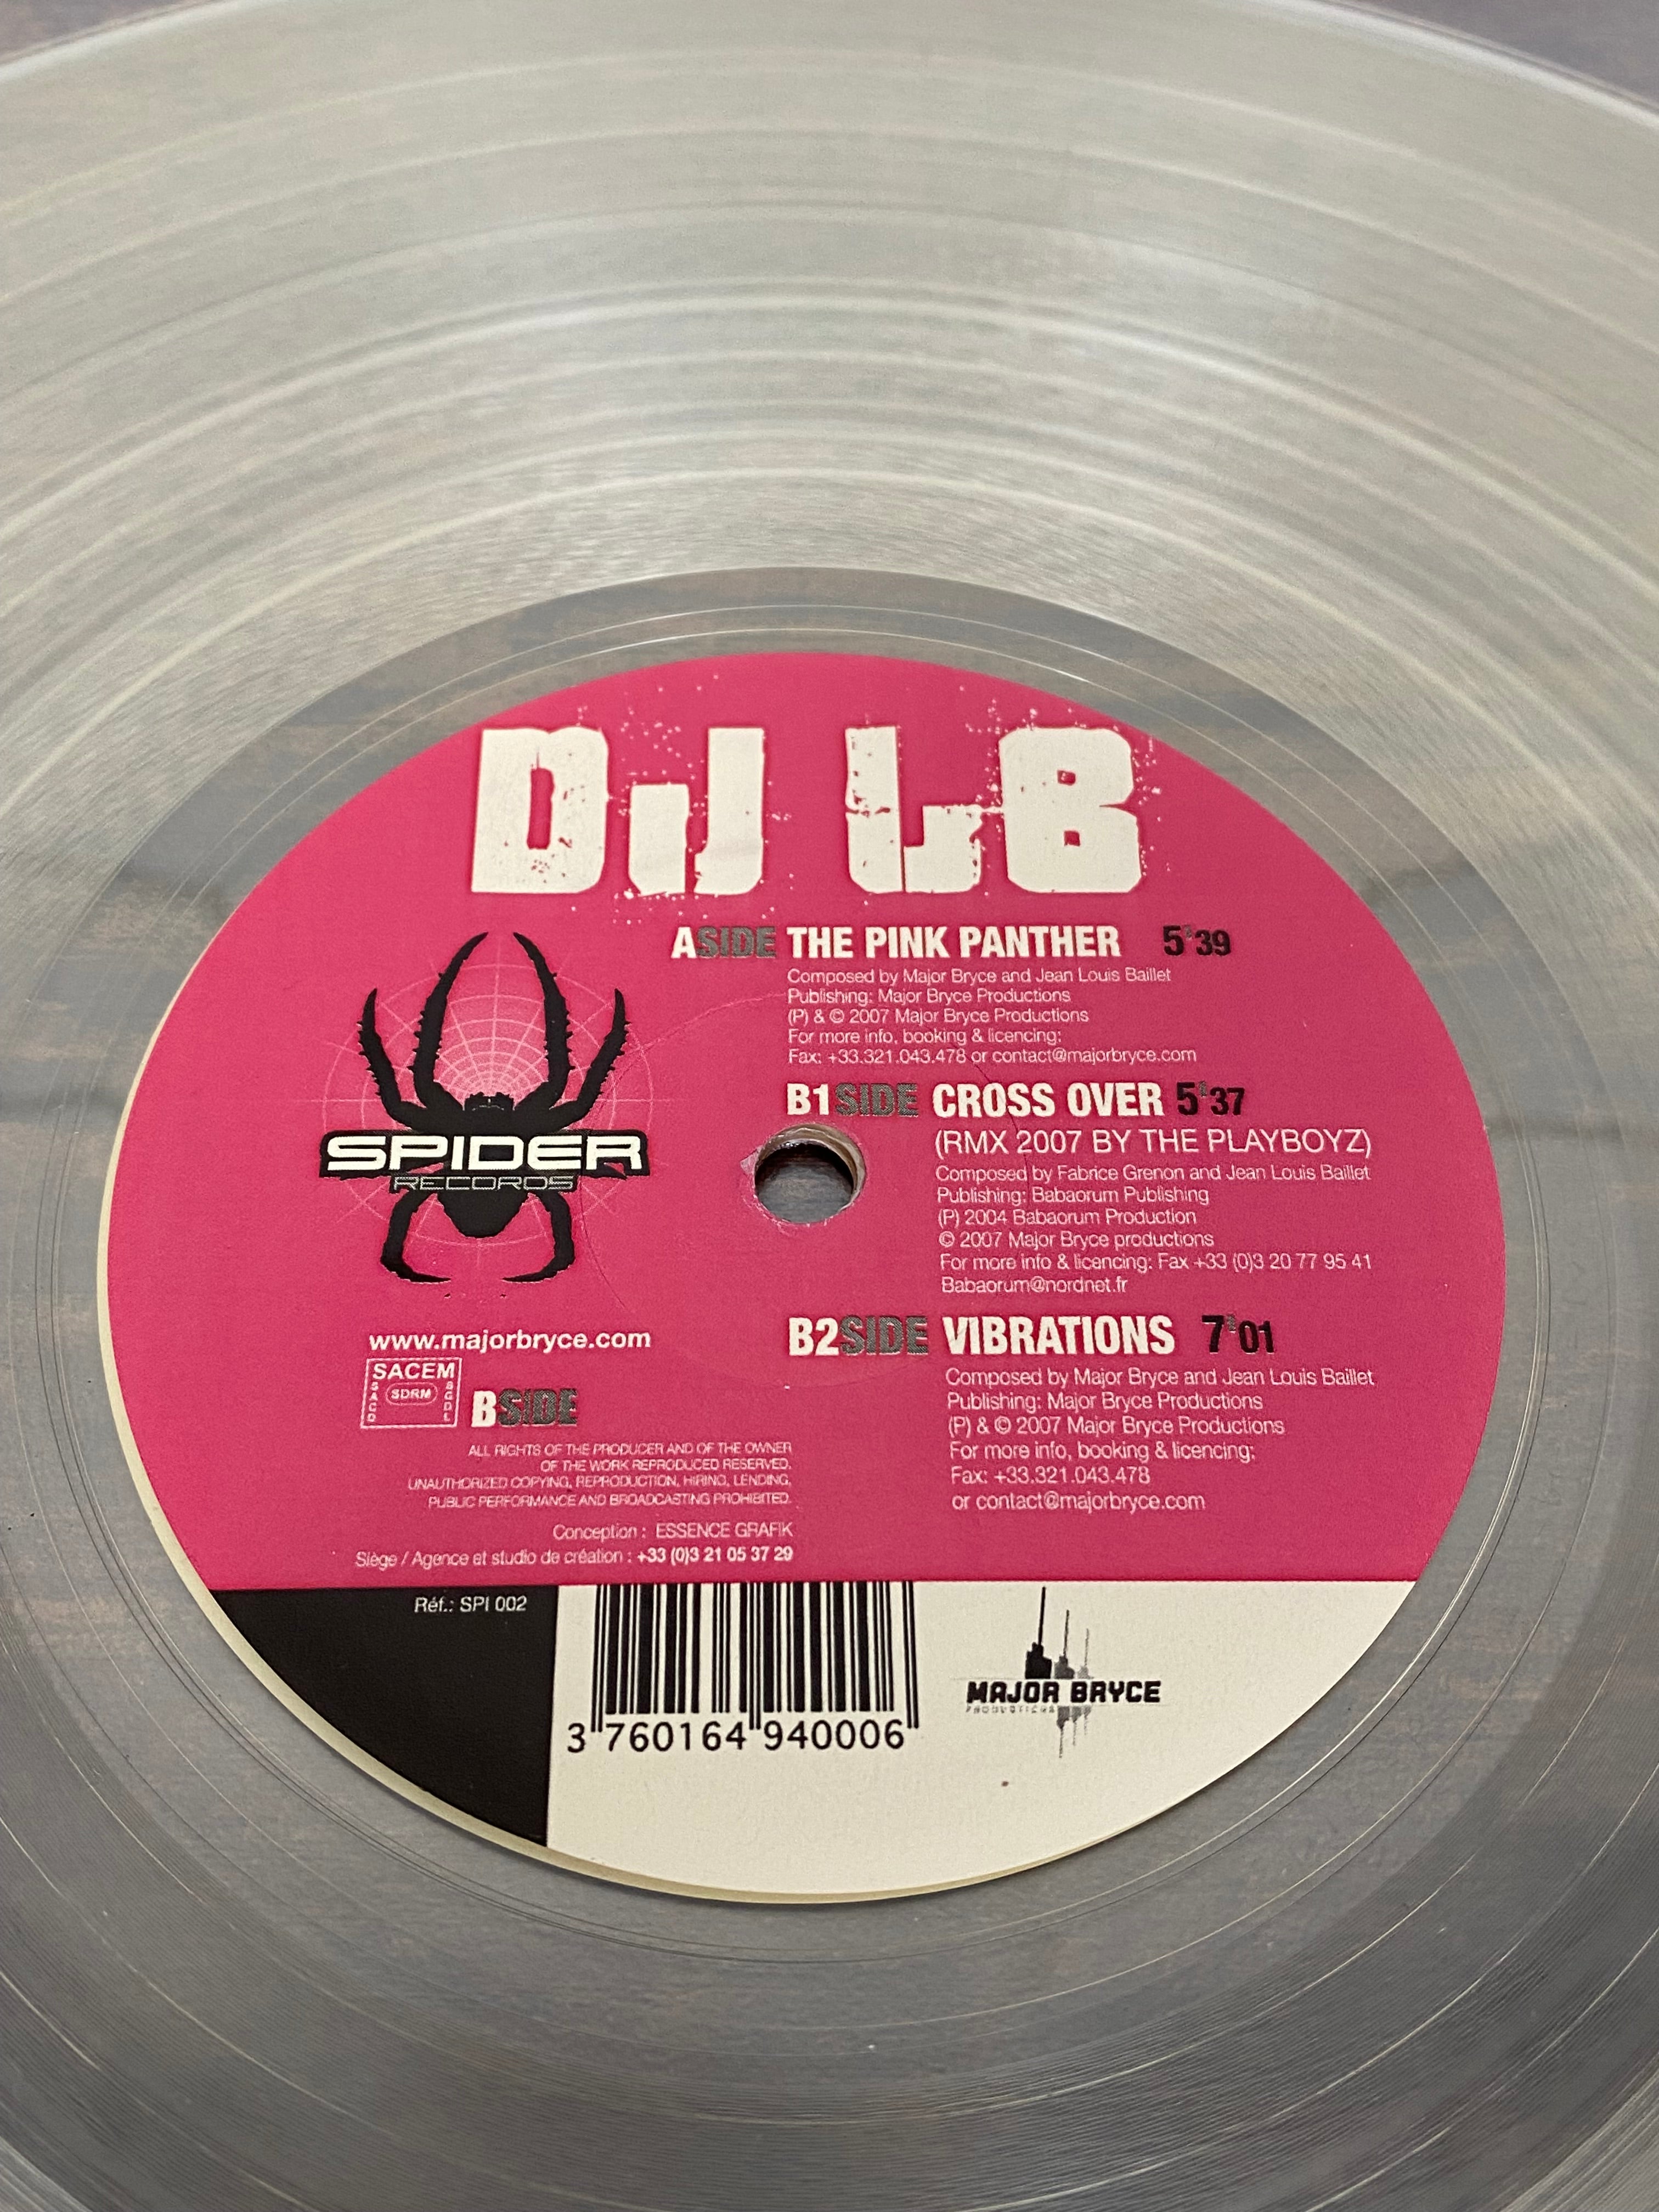 DJ LB
ASIDE THE PINK PANTHER 5'39
Composed by Major Bryce and Jean Louis Baillet
Publishing: Major Bryce Productions
(P) & © 2007 Major Bryce Productions
For more info, booking & licencing:
Fax: +33.321.043.478 or contact@majorbryce.com
B1SIDE CROSS OVER 5'37
(RMX 2007 BY THE PLAYBOYZ)
Composed by Fabrice Grenon and Jean Louis Baillet
Publishing: Babaorum Publishing
(P) 2004 Babaorum Production
© 2007 Major Bryce productions
For more info & licencing: Fax +33 (0)3 20 77 95 41
Babaorum@nordnet.fr
B2SIDE VIBRATIONS 7'01
Composed by Major Bryce and Jean Louis Baillet
Publishing: Major Bryce Productions
(P) & © 2007 Major Bryce Productions
For more info, booking & licencing:
Fax: +33.321.043.478
or contact@majorbryce.com
SPIDER
RECORDS
www.majorbryce.com
SACEM
SACD
SDRM
SGDL
BSIDE
ALL RIGHTS OF THE PRODUCER AND OF THE OWNER
OF THE WORK REPRODUCED RESERVED.
UNAUTHORIZED COPYING, REPRODUCTION, HIRING, LENDING,
PUBLIC PERFORMANCE AND BROADCASTING PROHIBITED.
Conception : ESSENCE GRAFIK
Siège / Agence et studio de création : +33 (0)3 21 05 37 29
Réf.: SPI 002
3 760164 940006
MAJOR BRYCE
PRODUCTIONS